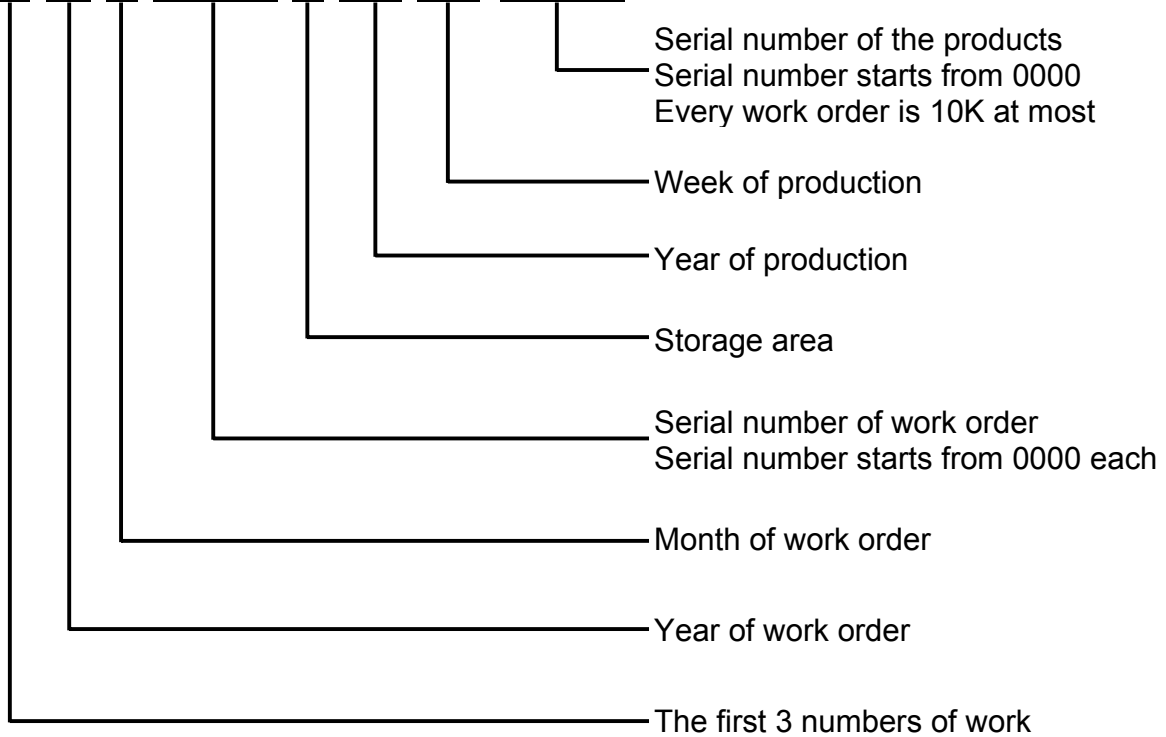 Serial number of the products
Serial number starts from 0000
Every work order is 10K at most
Week of production
Year of production
Storage area
Serial number of work order
Serial number starts from 0000 each
Month of work order
Year of work order
The first 3 numbers of work